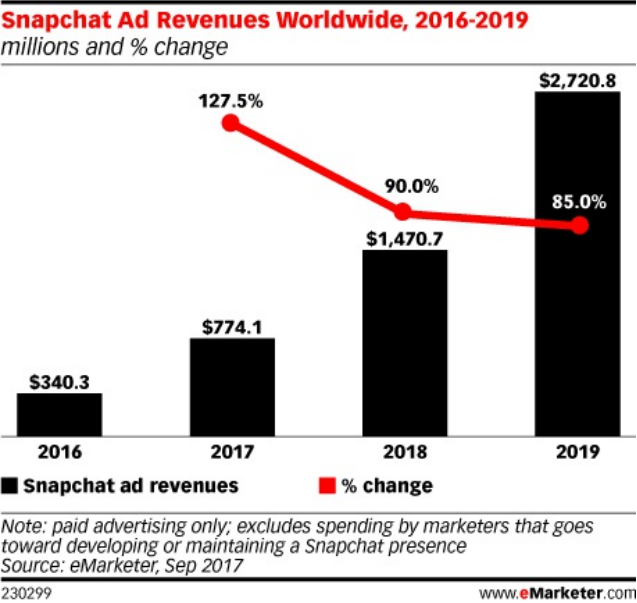 Snapchat Ad Revenues Worldwide, 2016-2019
millions and % change
$2,720.8
127.5%
90.0%
85.0%
$1,470.7
$774.1
$340.3
2016 2017 2018 2019
Snapchat ad revenues % change
Note: paid advertising only; excludes spending by marketers that goes
toward developing or maintaining a Snapchat presence
Source: eMarketer, Sep 2017
230299 www.eMarketer.com